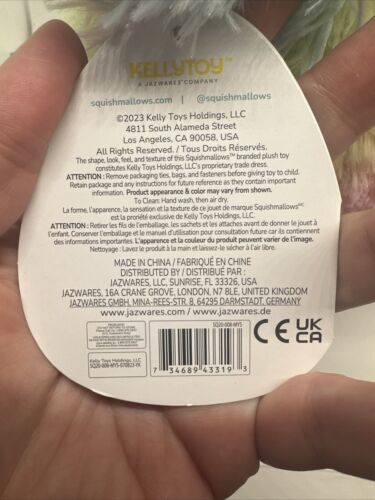 KELLYTOY™
A JAZWARES® COMPANY
squishmallows.com | @squishmallows
©2023 Kelly Toys Holdings, LLC
4811 South Alameda Street
Los Angeles, CA 90058, USA
All Rights Reserved. / Tous Droits Réservés.
The shape, look, feel, and texture of this Squishmallows™ branded plush toy
constitutes Kelly Toys Holdings, LLC's proprietary trade dress.
ATTENTION : Remove packaging ties, bags, and fasteners before giving toy to child.
Retain package and any instructions for future reference as they contain important
information. Product appearance & color may vary from shown.
To Clean: Hand wash, then air dry.
La forme, l'apparence, la sensation et la texture de ce jouet de marque Squishmallows
est la propriété exclusive de Kelly Toys Holdings, LLC.
ATTENTION : Retirer les fils de l'emballage, les sachets et les attaches avant de donner le jouet à
l'enfant. Conserver l'emballage et le manuel d'utilisation pour consultation future car ils contiennent
des informations importantes. L'apparence et la couleur du produit peuvent varier de l'image.
Nettoyage : Lavez le produit à la main et laissez-le sécher à l'air libre.
MADE IN CHINA / FABRIQUÉ EN CHINE
DISTRIBUTED BY / DISTRIBUÉ PAR :
JAZWARES, LLC, SUNRISE, FL 33326, USA
JAZWARES, 16A CRANE GROVE, LONDON, N7 8LE, UNITED KINGDOM
JAZWARES GMBH, MINA-REES-STR. 8, 64295 DARMSTADT, GERMANY
www.jazwares.com / www.jazwares.de
SQ20-008-MYS
Kelly Toys Holdings, LLC
SQ20-008-MYS-070823-YK
7 34689 43319 3
CE UK CA